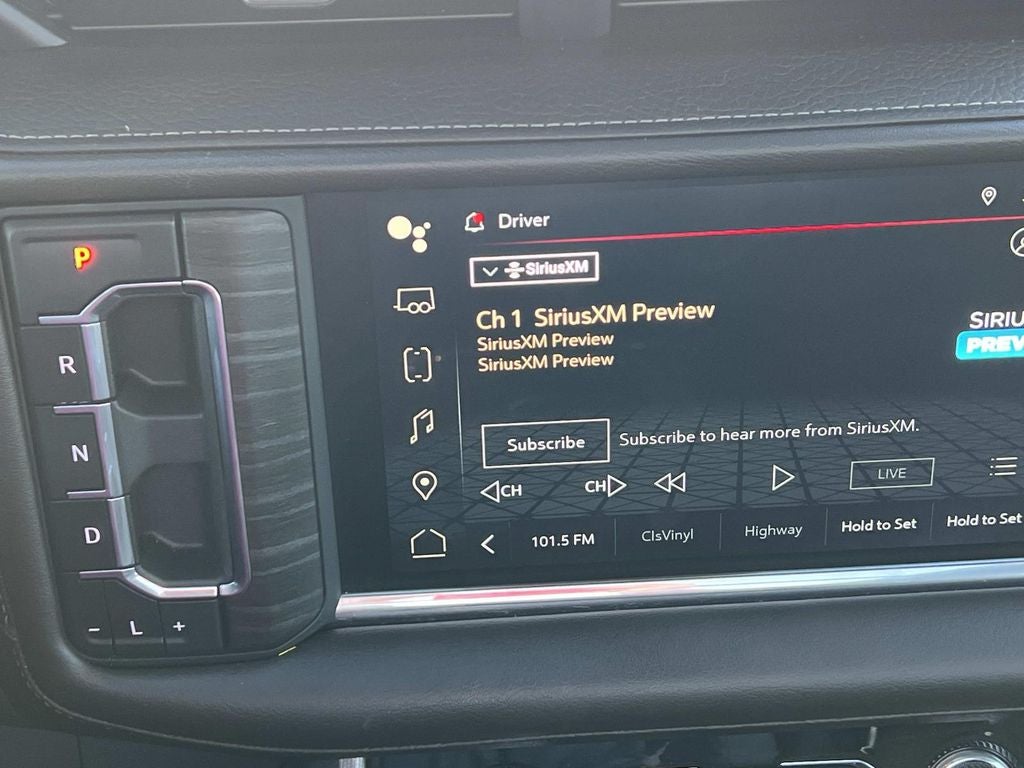 P
R
N
D
- L +
Driver
SiriusXM
Ch 1 SiriusXM Preview
SiriusXM Preview
SiriusXM Preview
SIRIU
PREV
Subscribe
Subscribe to hear more from SiriusXM.
CH
CH
LIVE
101.5 FM
ClsVinyl
Highway
Hold to Set
Hold to Set